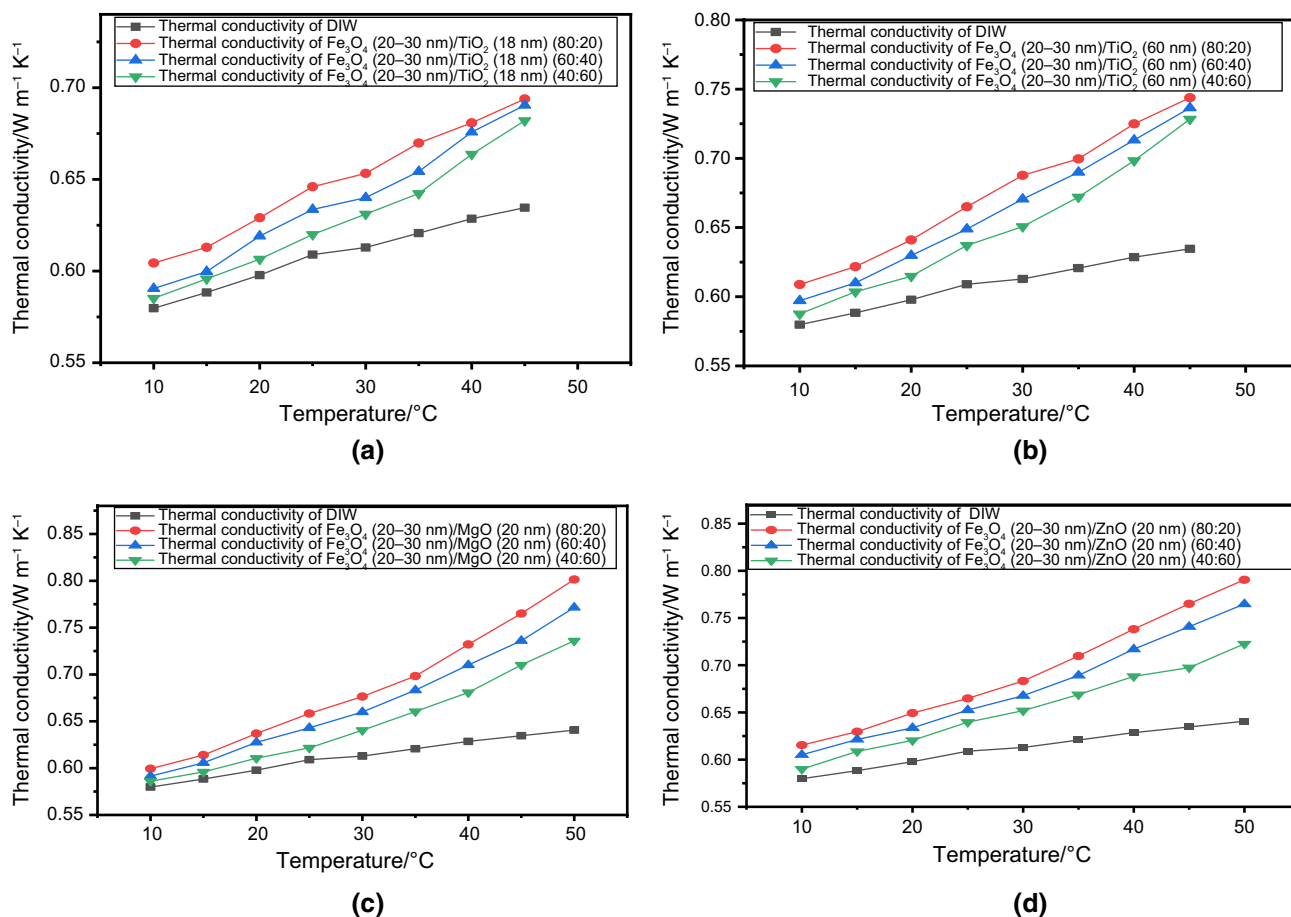 Thermal conductivity of DIW
Thermal conductivity of Fe₃O₄ (20–30 nm)/TiO₂ (18 nm) (80:20)
Thermal conductivity of Fe₃O₄ (20–30 nm)/TiO₂ (18 nm) (60:40)
Thermal conductivity of Fe₃O₄ (20–30 nm)/TiO₂ (18 nm) (40:60)
0.70
0.65
0.60
0.55
Thermal conductivity/W m⁻¹ K⁻¹
10 20 30 40 50
Temperature/°C
(a)
0.80
Thermal conductivity of DIW
Thermal conductivity of Fe₃O₄ (20–30 nm)/TiO₂ (60 nm) (80:20)
Thermal conductivity of Fe₃O₄ (20–30 nm)/TiO₂ (60 nm) (60:40)
Thermal conductivity of Fe₃O₄ (20–30 nm)/TiO₂ (60 nm) (40:60)
0.75
0.70
0.65
0.60
0.55
Thermal conductivity/W m⁻¹ K⁻¹
10 20 30 40 50
Temperature/°C
(b)
Thermal conductivity of DIW
Thermal conductivity of Fe₃O₄ (20–30 nm)/MgO (20 nm) (80:20)
Thermal conductivity of Fe₃O₄ (20–30 nm)/MgO (20 nm) (60:40)
Thermal conductivity of Fe₃O₄ (20–30 nm)/MgO (20 nm) (40:60)
0.85
0.80
0.75
0.70
0.65
0.60
0.55
Thermal conductivity/W m⁻¹ K⁻¹
10 20 30 40 50
Temperature/°C
(c)
Thermal conductivity of DIW
Thermal conductivity of Fe₃O₄ (20–30 nm)/ZnO (20 nm) (80:20)
Thermal conductivity of Fe₃O₄ (20–30 nm)/ZnO (20 nm) (60:40)
Thermal conductivity of Fe₃O₄ (20–30 nm)/ZnO (20 nm) (40:60)
0.85
0.80
0.75
0.70
0.65
0.60
0.55
Thermal conductivity/W m⁻¹ K⁻¹
10 20 30 40 50
Temperature/°C
(d)